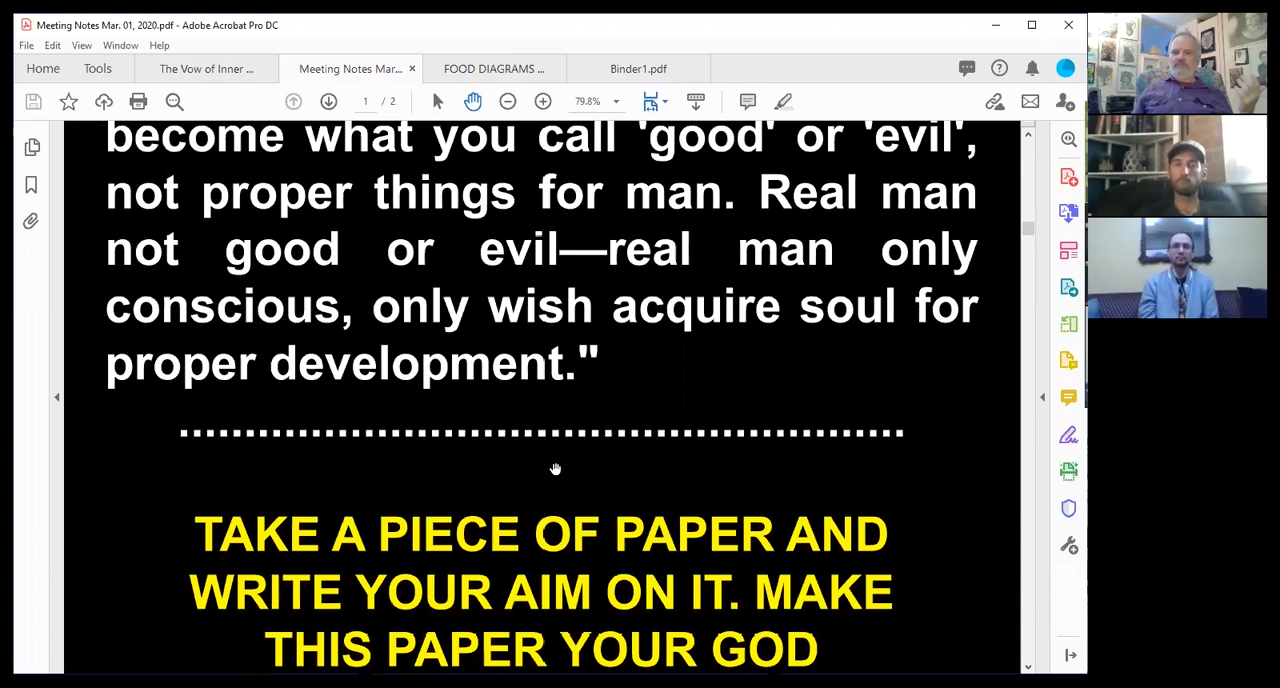 Meeting Notes Mar. 01, 2020.pdf - Adobe Acrobat Pro DC
File Edit View Window Help
Home Tools The Vow of Inner ... Meeting Notes Mar... × FOOD DIAGRAMS ... Binder1.pdf
1 / 2 79.8%
become what you call 'good' or 'evil',
not proper things for man. Real man
not good or evil—real man only
conscious, only wish acquire soul for
proper development."
........................................................
TAKE A PIECE OF PAPER AND
WRITE YOUR AIM ON IT. MAKE
THIS PAPER YOUR GOD